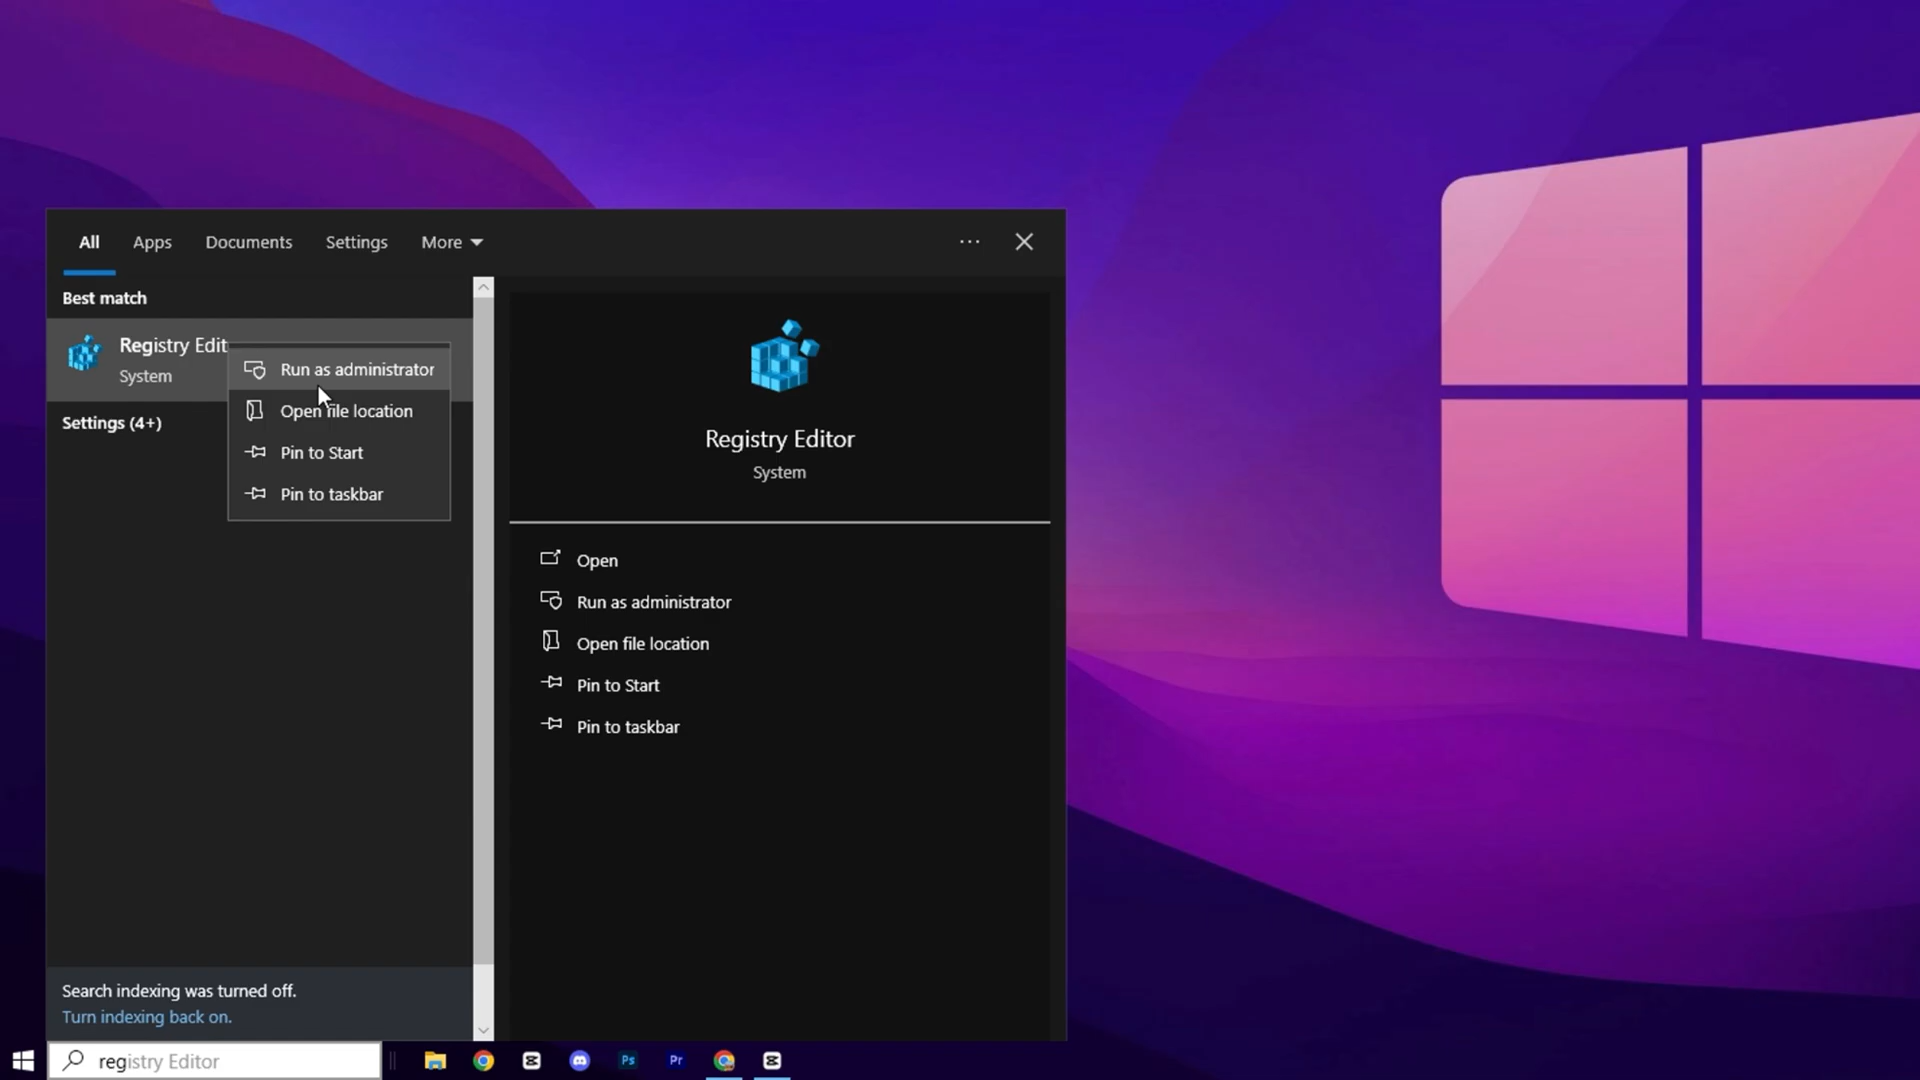 All
Apps
Documents
Settings
More
Best match
Registry Edit
System
Settings (4+)
Run as administrator
Open file location
Pin to Start
Pin to taskbar
Registry Editor
System
Open
Run as administrator
Open file location
Pin to Start
Pin to taskbar
Search indexing was turned off.
Turn indexing back on.
registry Editor
Ps
Pr